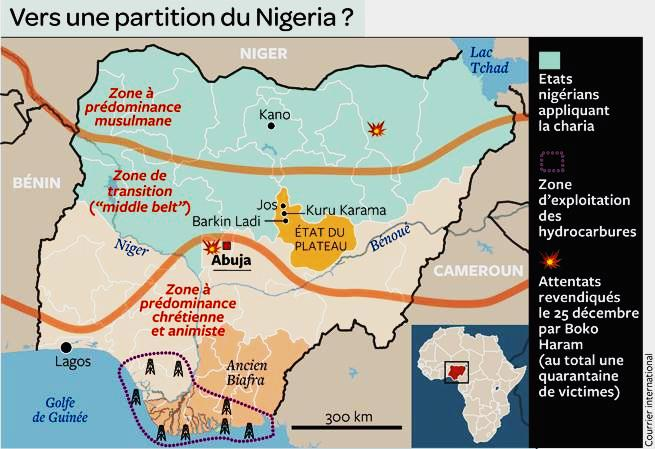 Vers une partition du Nigeria ?
NIGER
Lac
Tchad
Zone à
prédominance
musulmane
Kano
BÉNIN
Zone de
transition
("middle belt")
Jos
Kuru Karama
Barkin Ladi
ÉTAT DU
PLATEAU
Niger
Bénoué
Abuja
CAMEROUN
Zone à
prédominance
chrétienne
et animiste
Lagos
Ancien
Biafra
Golfe
de Guinée
300 km
Etats
nigérians
appliquant
la charia
Zone
d'exploitation
des
hydrocarbures
Attentats
revendiqués
le 25 décembre
par Boko
Haram
(au total une
quarantaine
de victimes)
Courrier international